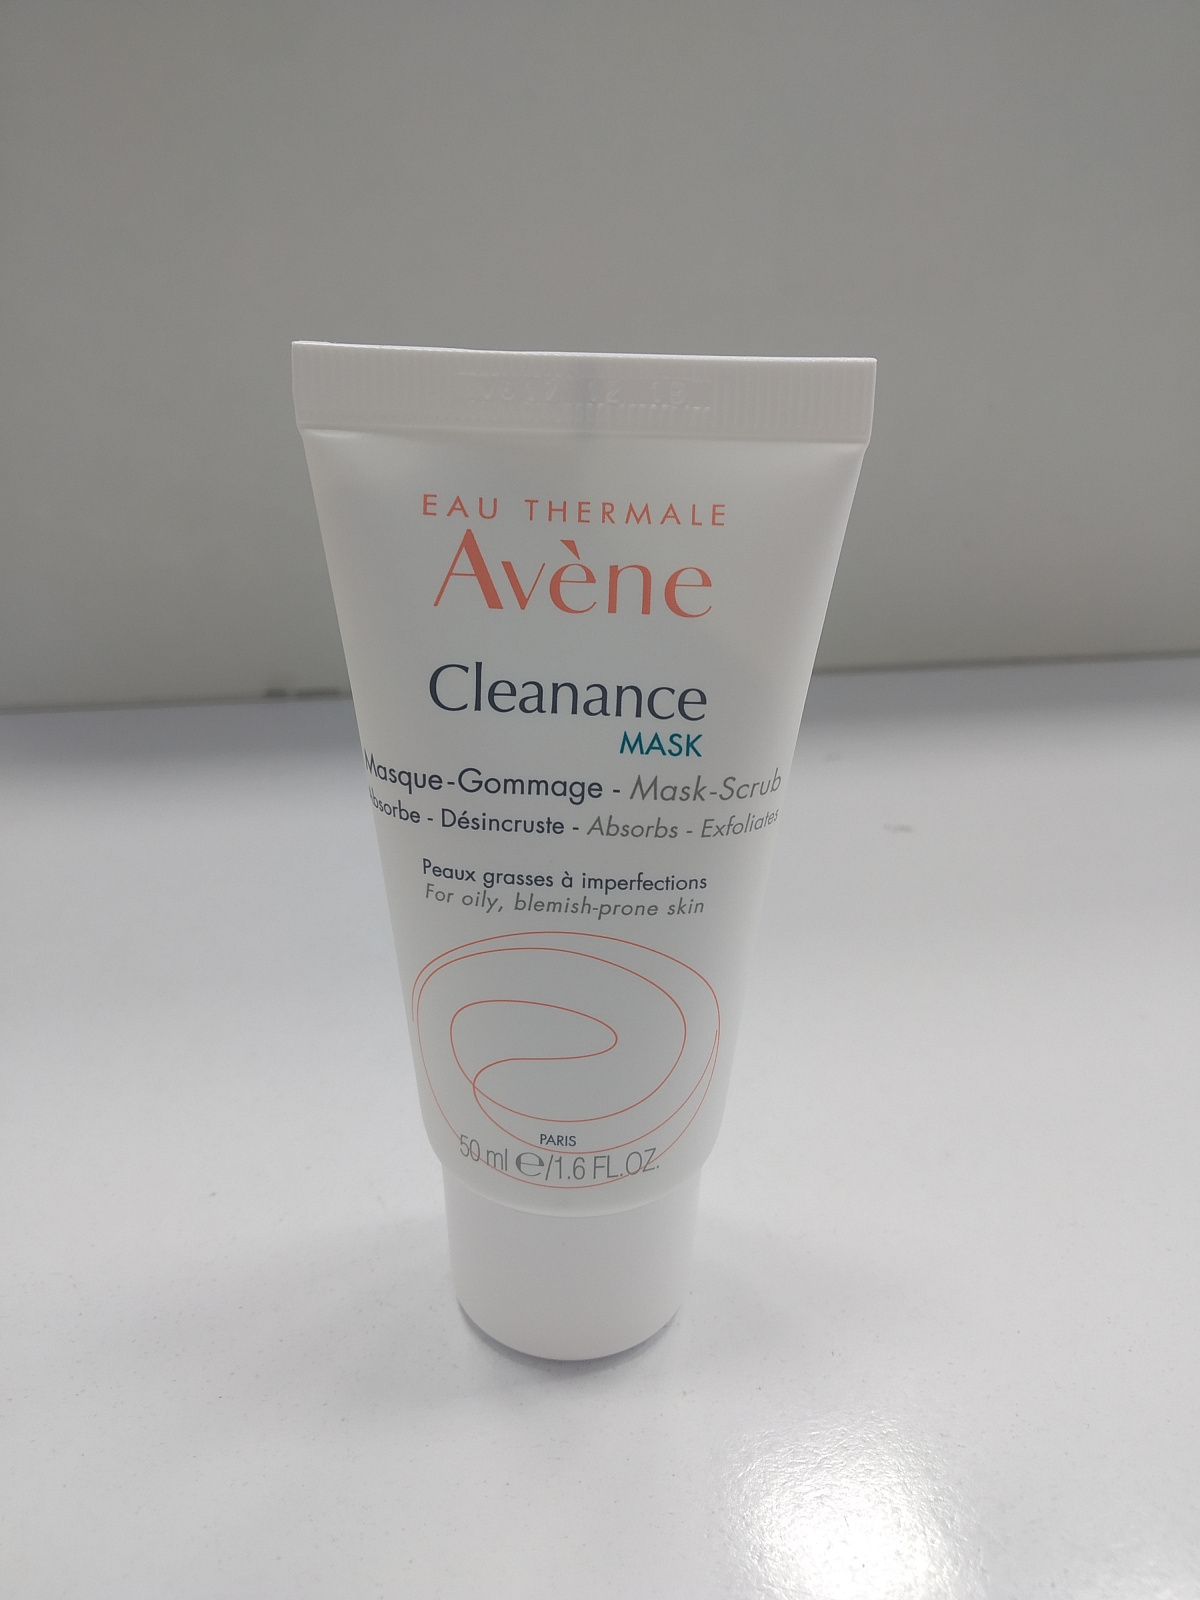 EAU THERMALE
Avène
Cleanance
MASK
Masque-Gommage - Mask-Scrub
Absorbe - Désincruste - Absorbs - Exfoliates
Peaux grasses à imperfections
For oily, blemish-prone skin
PARIS
50 ml ℮/1.6 FL.OZ.